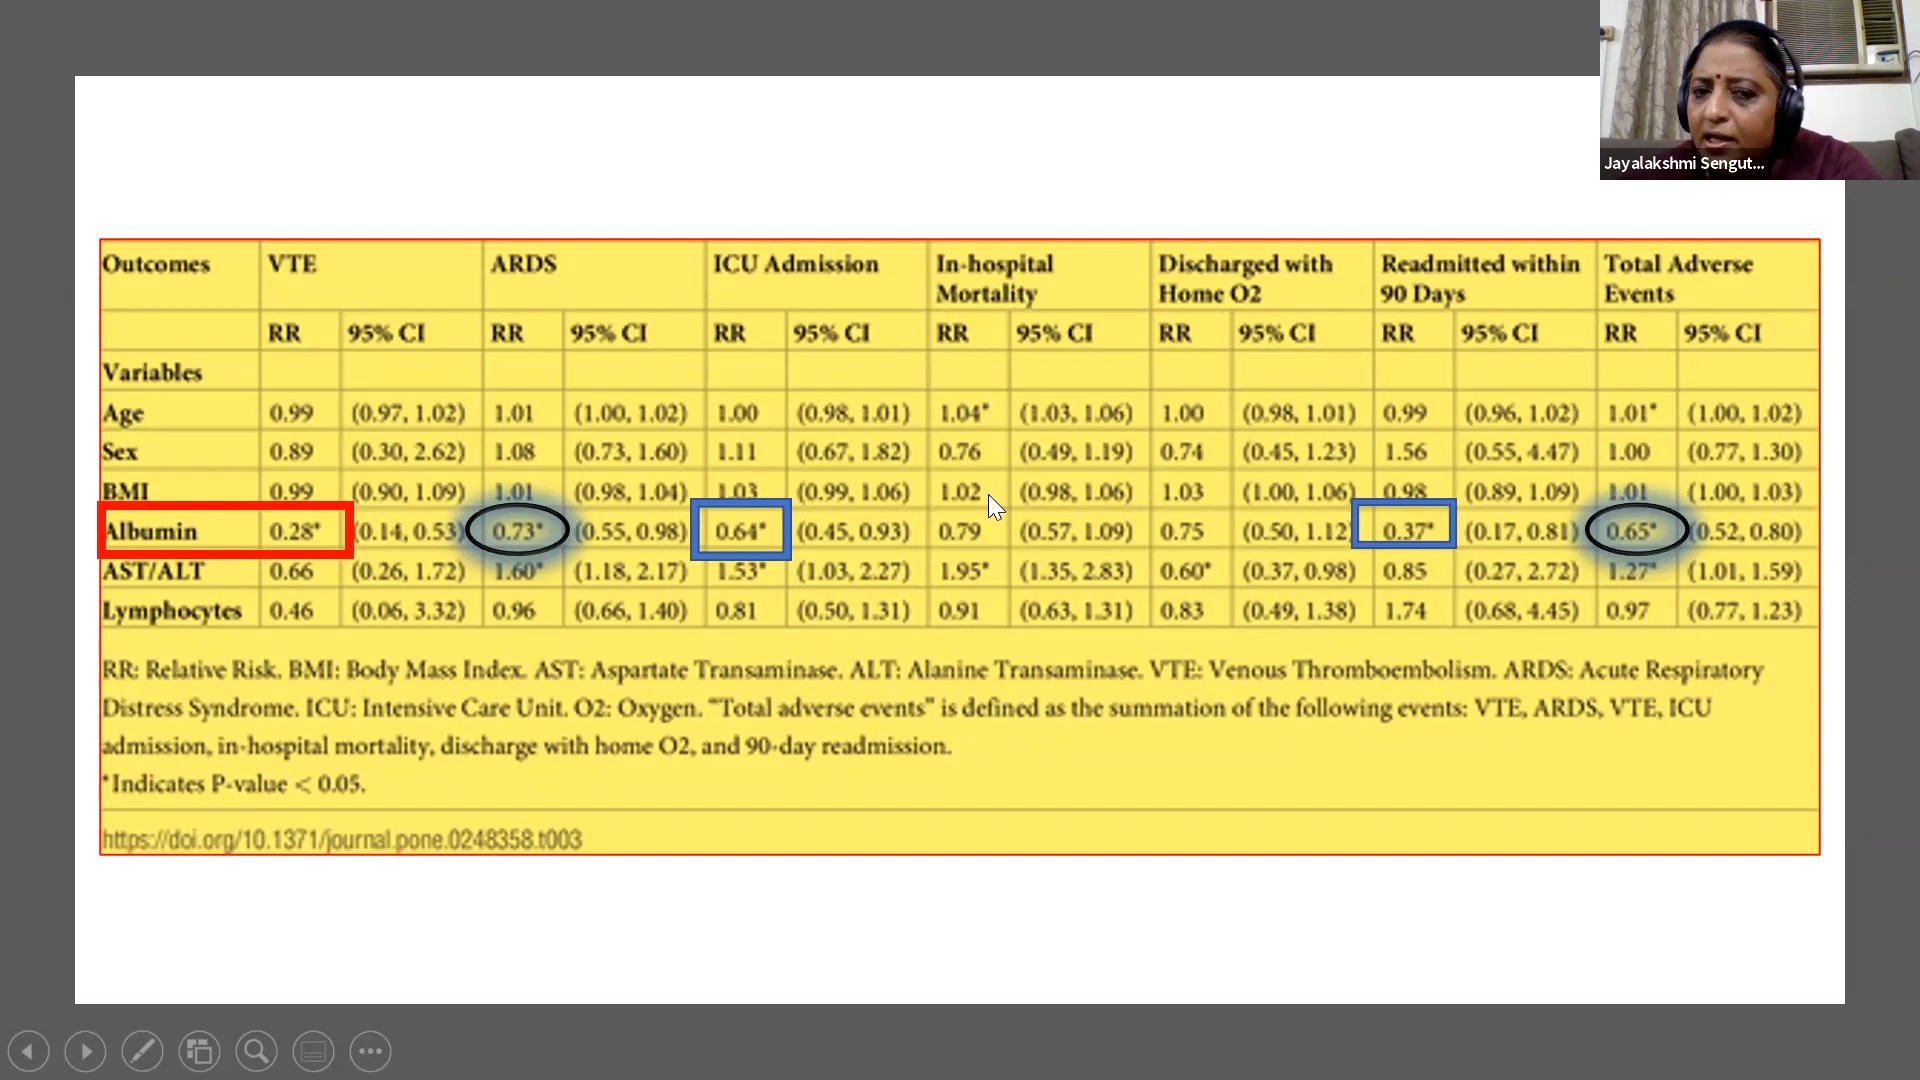 Jayalakshmi Sengut...
Outcomes VTE ARDS ICU Admission In-hospital Mortality Discharged with Home O2 Readmitted within 90 Days Total Adverse Events
RR 95% CI RR 95% CI RR 95% CI RR 95% CI RR 95% CI RR 95% CI RR 95% CI
Variables
Age 0.99 (0.97, 1.02) 1.01 (1.00, 1.02) 1.00 (0.98, 1.01) 1.04* (1.03, 1.06) 1.00 (0.98, 1.01) 0.99 (0.96, 1.02) 1.01* (1.00, 1.02)
Sex 0.89 (0.30, 2.62) 1.08 (0.73, 1.60) 1.11 (0.67, 1.82) 0.76 (0.49, 1.19) 0.74 (0.45, 1.23) 1.56 (0.55, 4.47) 1.00 (0.77, 1.30)
BMI 0.99 (0.90, 1.09) 1.01 (0.98, 1.04) 1.03 (0.99, 1.06) 1.02 (0.98, 1.06) 1.03 (1.00, 1.06) 0.98 (0.89, 1.09) 1.01 (1.00, 1.03)
Albumin 0.28* (0.14, 0.53) 0.73* (0.55, 0.98) 0.64* (0.45, 0.93) 0.79 (0.57, 1.09) 0.75 (0.50, 1.12) 0.37* (0.17, 0.81) 0.65* (0.52, 0.80)
AST/ALT 0.66 (0.26, 1.72) 1.60* (1.18, 2.17) 1.53* (1.03, 2.27) 1.95* (1.35, 2.83) 0.60* (0.37, 0.98) 0.85 (0.27, 2.72) 1.27* (1.01, 1.59)
Lymphocytes 0.46 (0.06, 3.32) 0.96 (0.66, 1.40) 0.81 (0.50, 1.31) 0.91 (0.63, 1.31) 0.83 (0.49, 1.38) 1.74 (0.68, 4.45) 0.97 (0.77, 1.23)
RR: Relative Risk. BMI: Body Mass Index. AST: Aspartate Transaminase. ALT: Alanine Transaminase. VTE: Venous Thromboembolism. ARDS: Acute Respiratory
Distress Syndrome. ICU: Intensive Care Unit. O2: Oxygen. "Total adverse events" is defined as the summation of the following events: VTE, ARDS, VTE, ICU
admission, in-hospital mortality, discharge with home O2, and 90-day readmission.
*Indicates P-value < 0.05.
https://doi.org/10.1371/journal.pone.0248358.t003